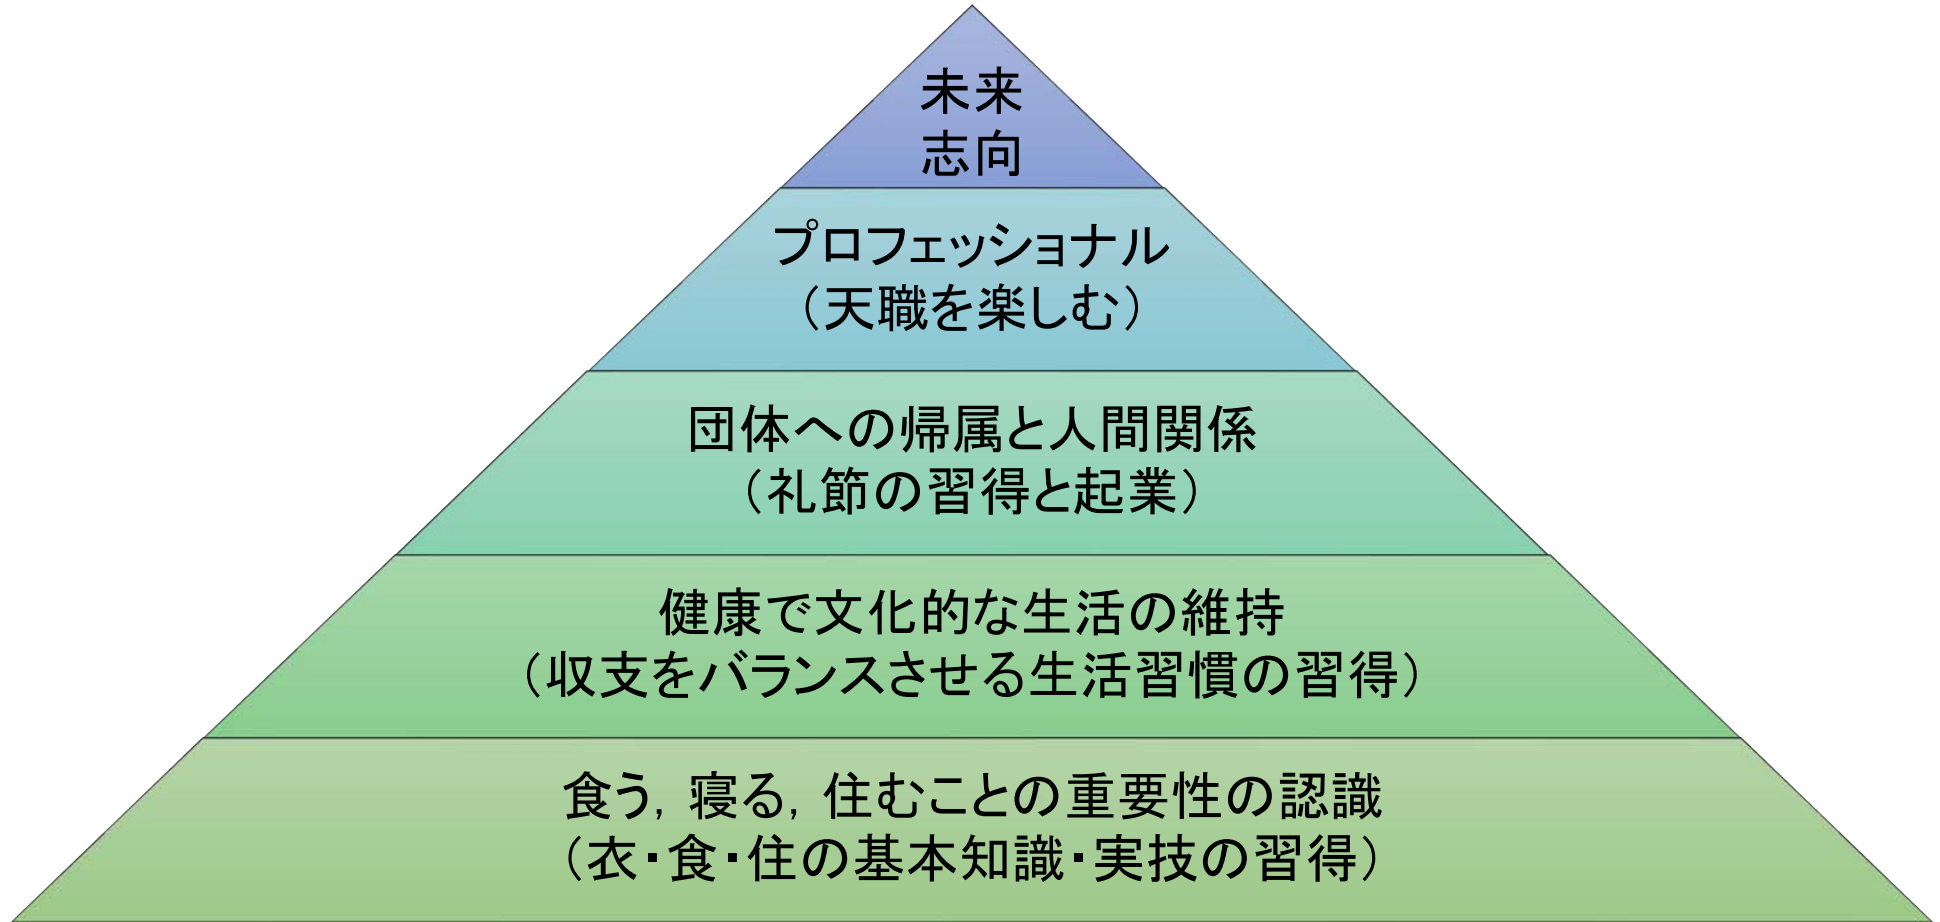 未来
志向
プロフェッショナル
（天職を楽しむ）
団体への帰属と人間関係
（礼節の習得と起業）
健康で文化的な生活の維持
（収支をバランスさせる生活習慣の習得）
食う, 寝る, 住むことの重要性の認識
（衣・食・住の基本知識・実技の習得）